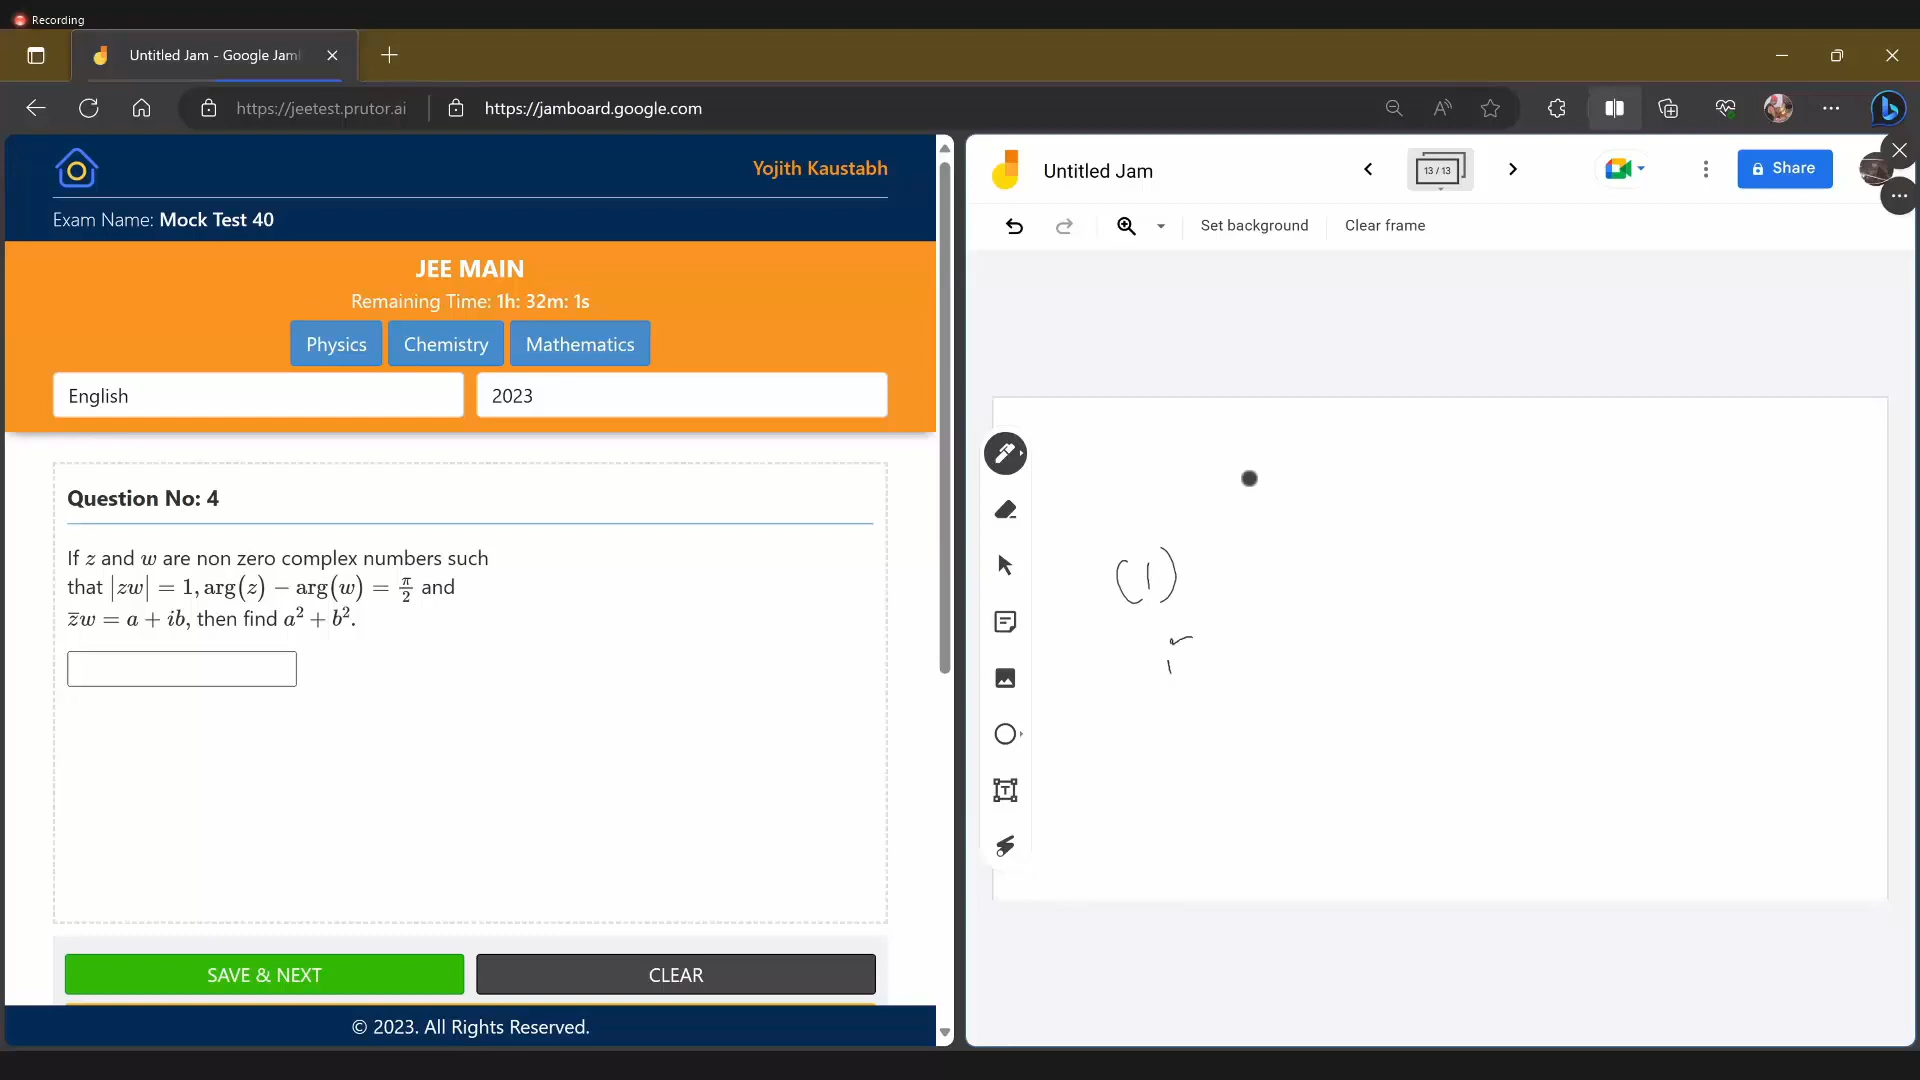 Recording
Untitled Jam - Google Jam
https://jeetest.prutor.ai
https://jamboard.google.com
Yojith Kaustabh
Exam Name: Mock Test 40
JEE MAIN
Remaining Time: 1h: 32m: 1s
Physics
Chemistry
Mathematics
English
2023
Question No: 4
If z and w are non zero complex numbers such
that |zw| = 1, arg(z) − arg(w) = π/2 and
z̅w = a + ib, then find a² + b².
SAVE & NEXT
CLEAR
© 2023. All Rights Reserved.
Untitled Jam
13 / 13
Share
Set background
Clear frame
(1)